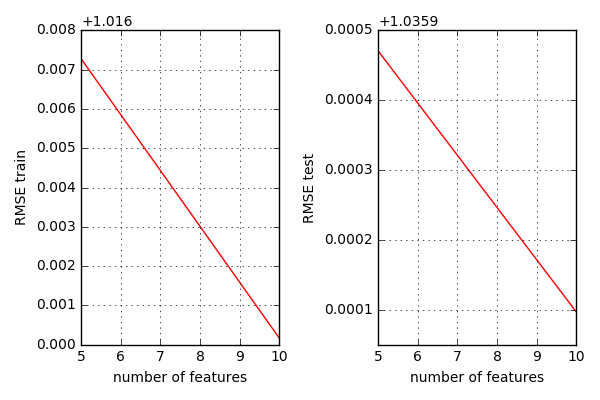 +1.016
0.008
0.007
0.006
0.005
0.004
0.003
0.002
0.001
0.000
RMSE train
5 6 7 8 9 10
number of features
+1.0359
0.0005
0.0004
0.0003
0.0002
0.0001
RMSE test
5 6 7 8 9 10
number of features